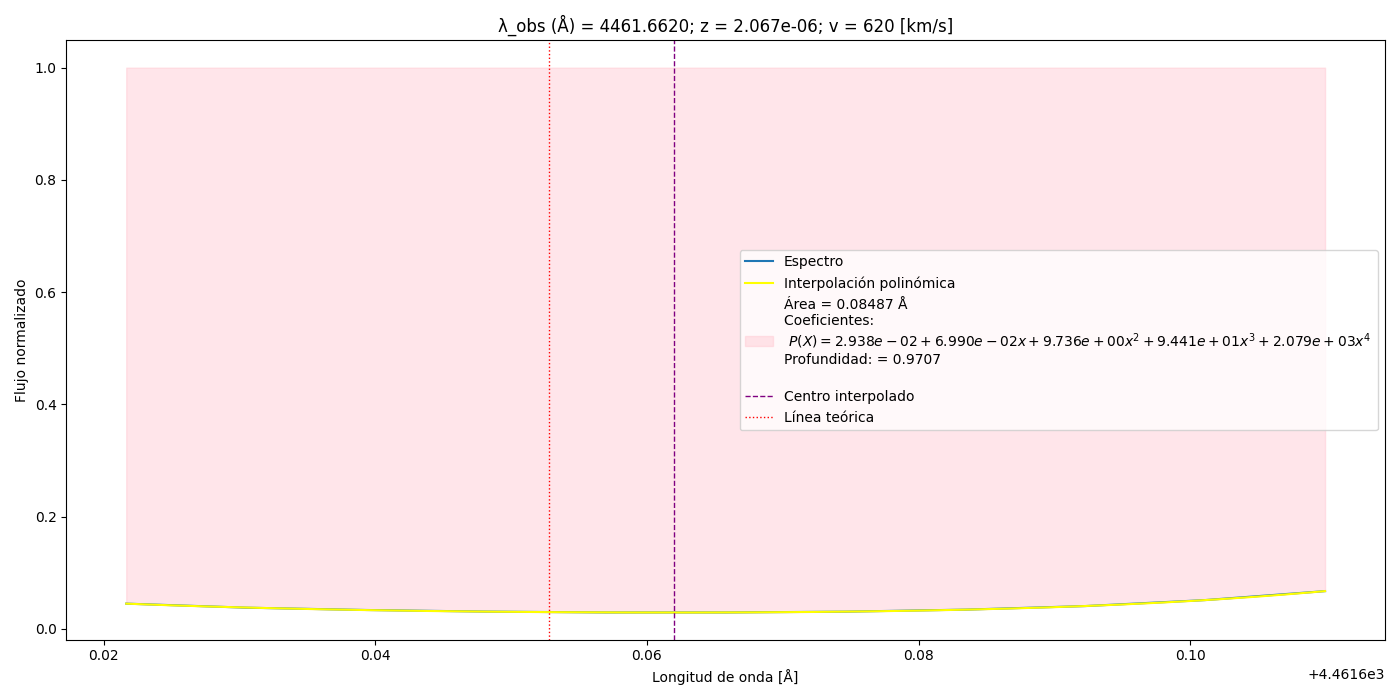 λ_obs (Å) = 4461.6620; z = 2.067e-06; v = 620 [km/s]
Flujo normalizado
1.0
0.8
0.6
0.4
0.2
0.0
Espectro
Interpolación polinómica
Área = 0.08487 Å
Coeficientes:
P(X) = 2.938e − 02 + 6.990e − 02x + 9.736e + 00x² + 9.441e + 01x³ + 2.079e + 03x⁴
Profundidad: = 0.9707
Centro interpolado
Línea teórica
0.02 0.04 0.06 0.08 0.10
+4.4616e3
Longitud de onda [Å]